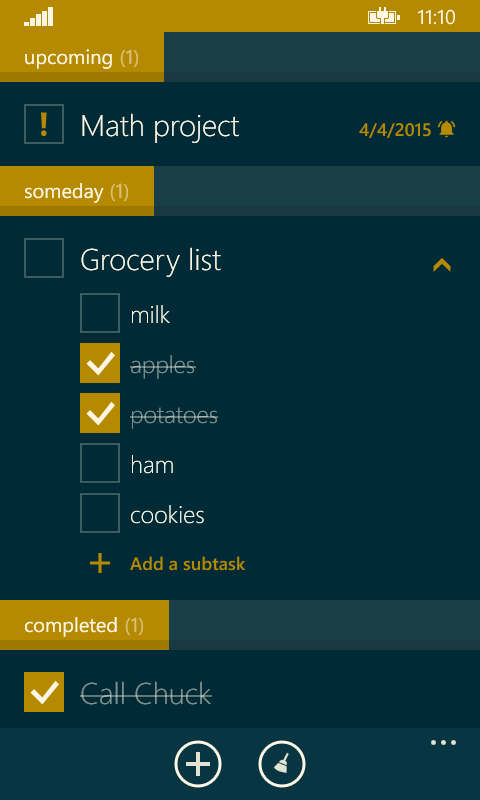 11:10
upcoming (1)
! Math project 4/4/2015
someday (1)
Grocery list
milk
apples
potatoes
ham
cookies
Add a subtask
completed (1)
Call Chuck